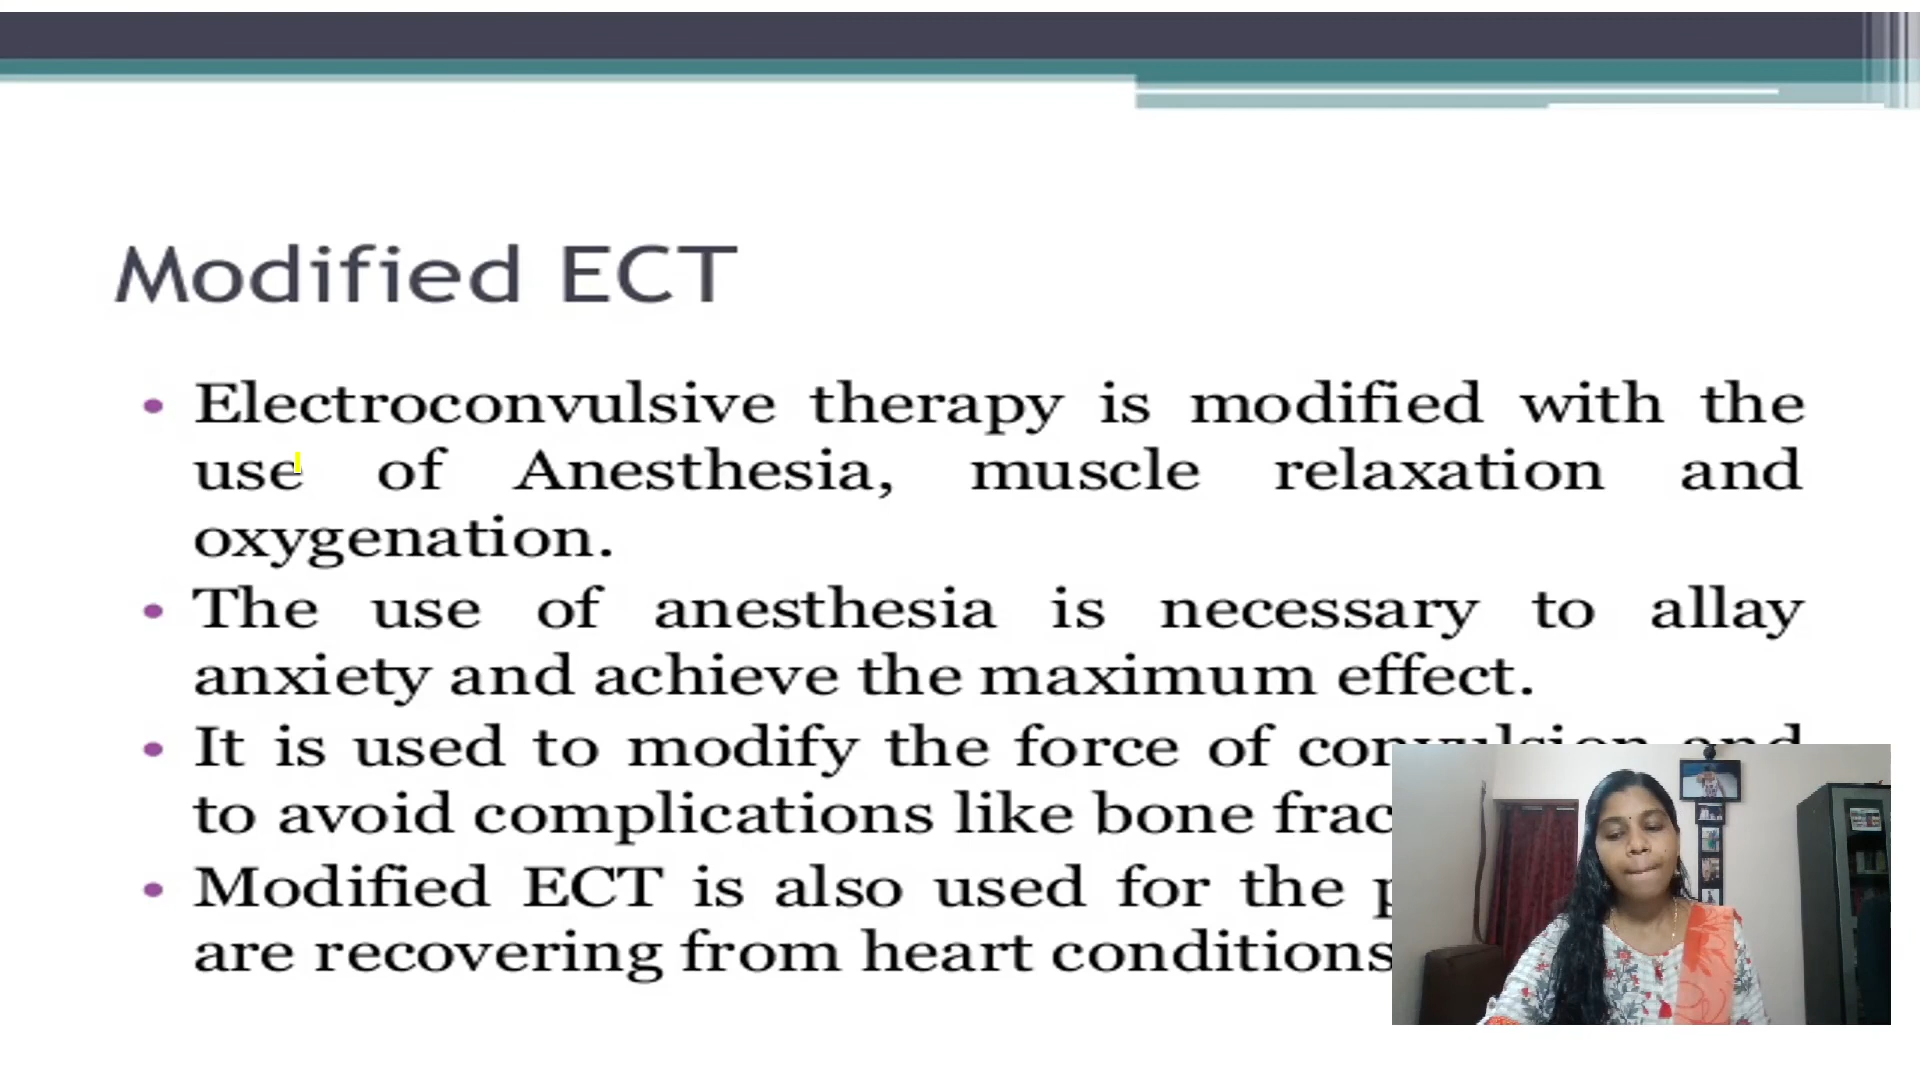 Modified ECT
• Electroconvulsive therapy is modified with the
use of Anesthesia, muscle relaxation and
oxygenation.
• The use of anesthesia is necessary to allay
anxiety and achieve the maximum effect.
• It is used to modify the force of convulsion and
to avoid complications like bone
• Modified ECT is also used for the
are recovering from heart conditions